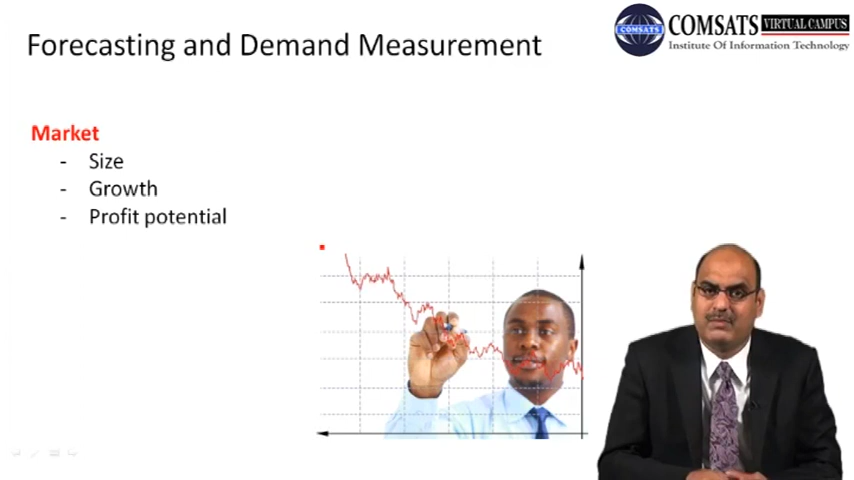 Forecasting and Demand Measurement
COMSATS
COMSATS VIRTUAL CAMPUS
Institute Of Information Technology
Market
- Size
- Growth
- Profit potential